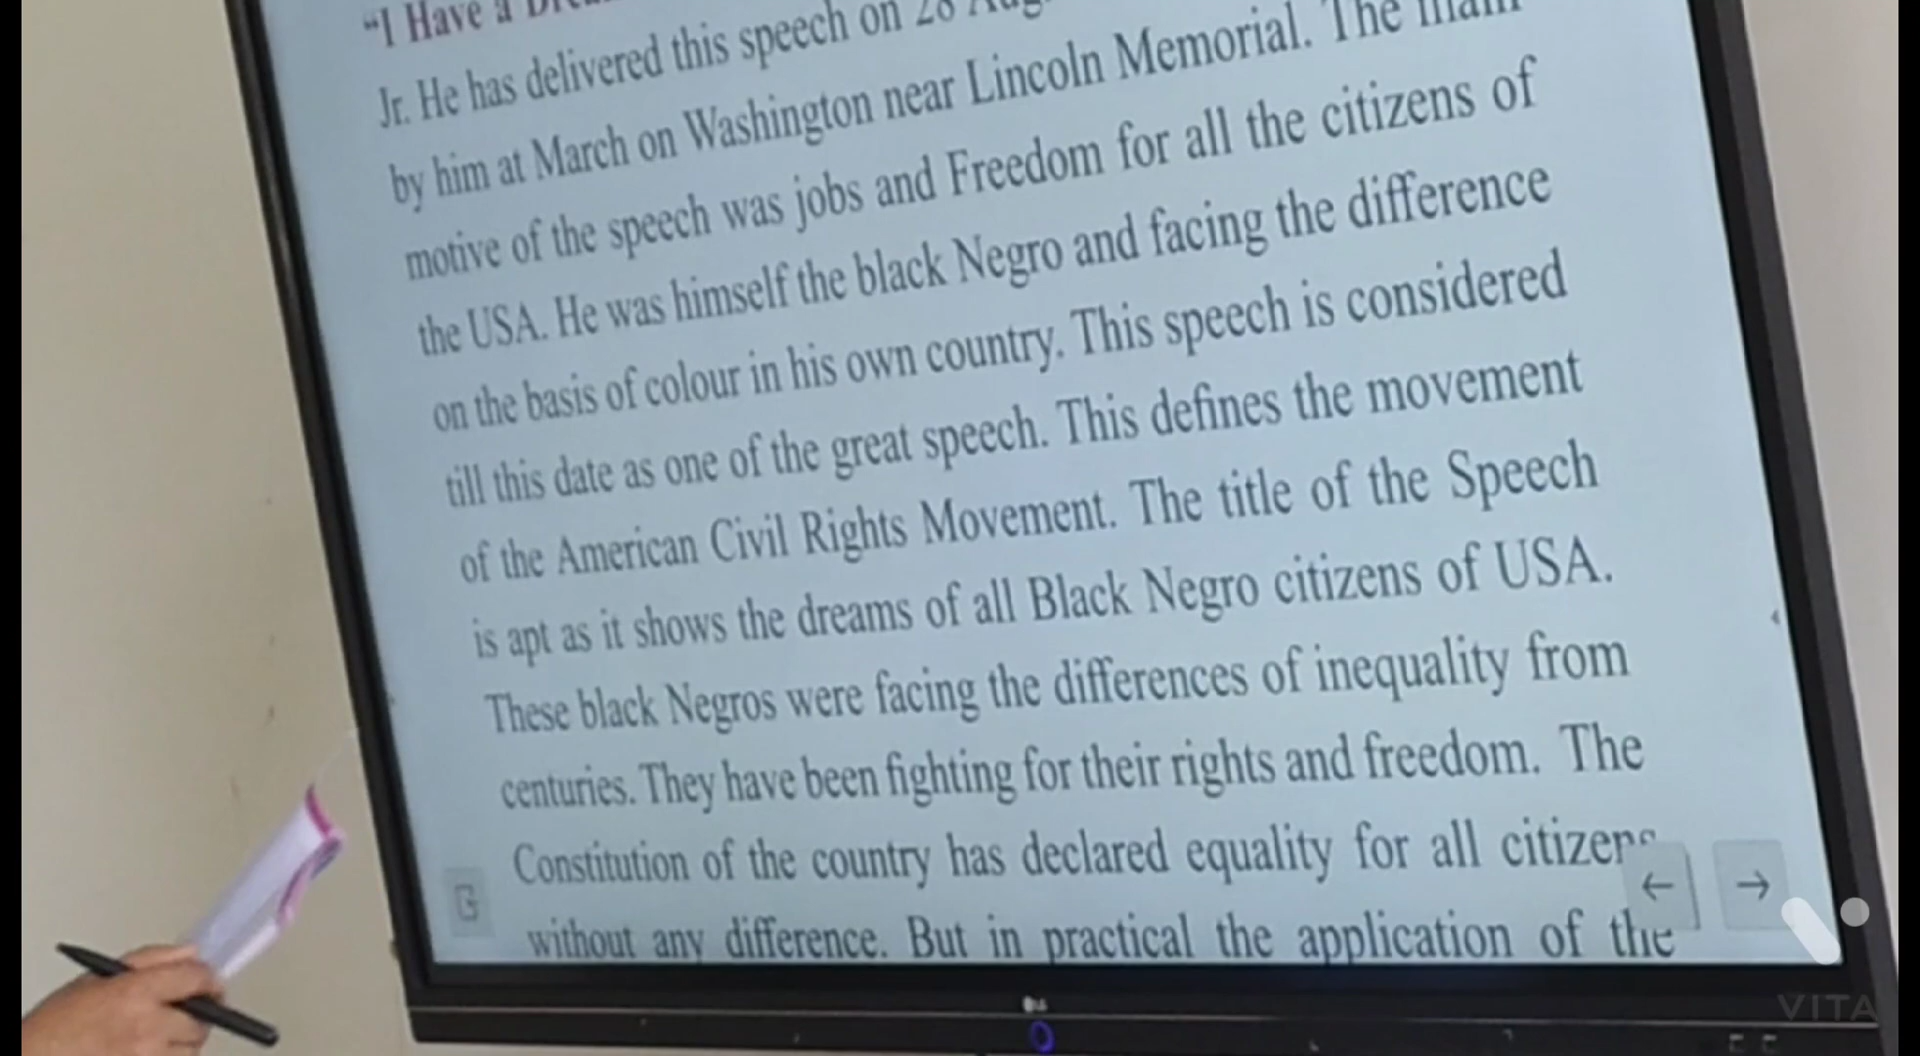 "I Have a
Jr. He has delivered this speech on 28
by him at March on Washington near Lincoln Memorial. The main
motive of the speech was jobs and Freedom for all the citizens of
the USA. He was himself the black Negro and facing the difference
on the basis of colour in his own country. This speech is considered
till this date as one of the great speech. This defines the movement
of the American Civil Rights Movement. The title of the Speech
is apt as it shows the dreams of all Black Negro citizens of USA.
These black Negros were facing the differences of inequality from
centuries. They have been fighting for their rights and freedom. The
Constitution of the country has declared equality for all citizens
without any difference. But in practical the application of the
VITA